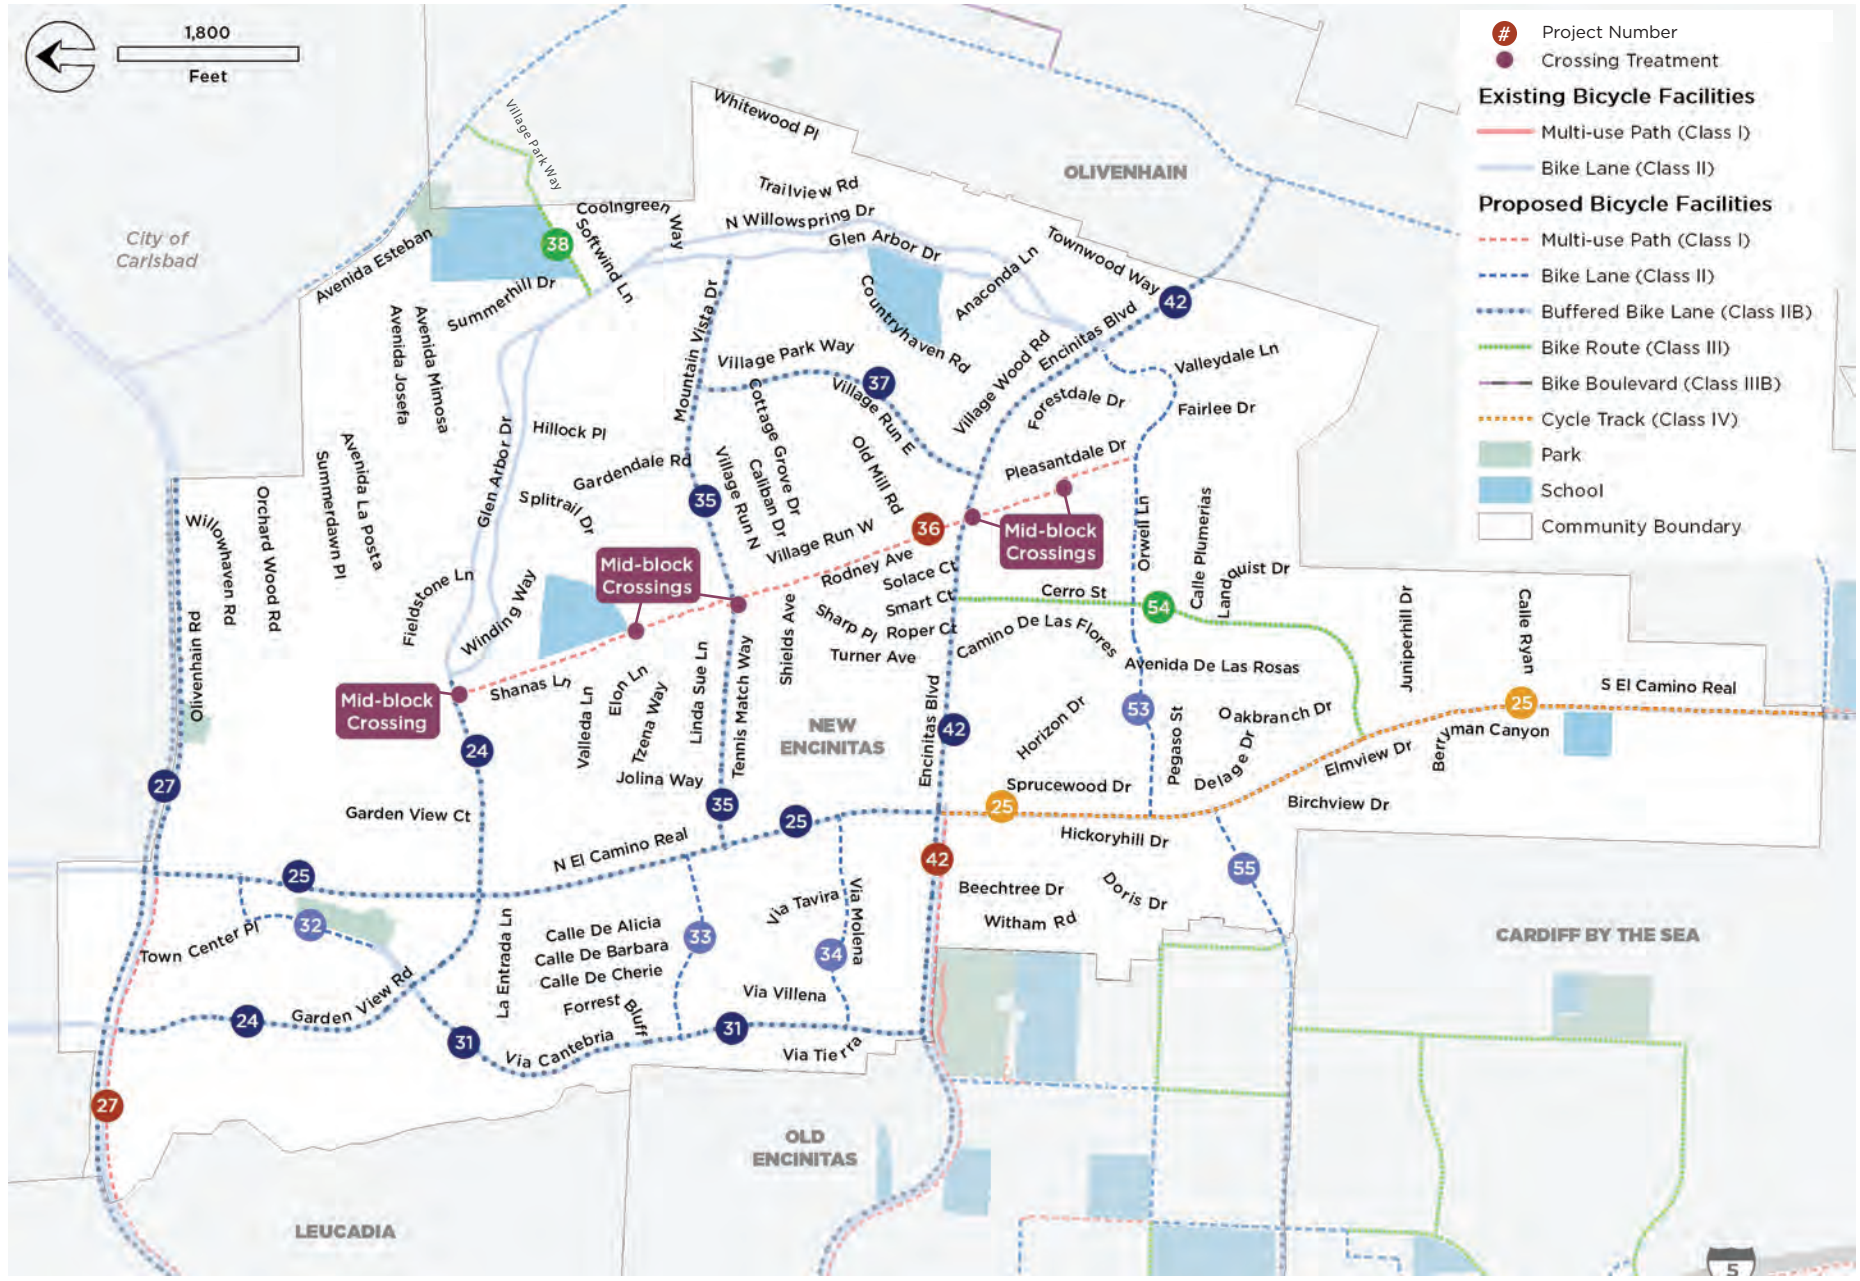 1,800
Feet
# Project Number
Crossing Treatment
Existing Bicycle Facilities
Multi-use Path (Class I)
Bike Lane (Class II)
Proposed Bicycle Facilities
Multi-use Path (Class I)
Bike Lane (Class II)
Buffered Bike Lane (Class IIB)
Bike Route (Class III)
Bike Boulevard (Class IIIB)
Cycle Track (Class IV)
Park
School
Community Boundary
Village Park Way
Whitewood Pl
OLIVENHAIN
Trailview Rd
Coolngreen
Way
N Willowspring Dr
City of
Carlsbad
Avenida Esteban
38
Softwind Ln
Glen Arbor Dr
Townwood Way
Anaconda Ln
Summerhill Dr
Countryhaven Rd
42
Encinitas Blvd
Avenida Josefa
Avenida Mimosa
Mountain Vista Dr
Village Park Way
37
Village Run E
Village Wood Rd
Valleydale Ln
Forestdale Dr
Fairlee Dr
Cottage Grove Dr
Hillock Pl
Glen Arbor Dr
Gardendale Rd
Splitrail Dr
Old Mill Rd
Pleasantdale Dr
Avenida La Posta
Summerdawn Pl
Orchard Wood Rd
Willowhaven Rd
35
Village Run N
Caliban Dr
Village Run W
36
Mid-block
Crossings
Orwell Ln
Calle Plumerias
Landquist Dr
Mid-block
Crossings
Rodney Ave
Solace Ct
Smart Ct
Cerro St
54
Fieldstone Ln
Winding Way
Shields Ave
Sharp Pl
Roper Ct
Turner Ave
Camino De Las Flores
Avenida De Las Rosas
Juniperhill Dr
Calle Ryan
S El Camino Real
Olivenhain Rd
Mid-block
Crossing
Shanas Ln
Valleda Ln
Elon Ln
Tzena Way
Linda Sue Ln
Tennis Match Way
NEW
ENCINITAS
Encinitas Blvd
42
Horizon Dr
53
Pegaso St
Oakbranch Dr
Delage Dr
Elmview Dr
25
Berryman Canyon
24
27
Jolina Way
35
Sprucewood Dr
25
Birchview Dr
Garden View Ct
N El Camino Real
25
Hickoryhill Dr
42
55
25
Beechtree Dr
Doris Dr
Witham Rd
32
Town Center Pl
La Entrada Ln
Calle De Alicia
Calle De Barbara
Calle De Cherie
33
Via Tavira
Via Molena
34
CARDIFF BY THE SEA
Forrest
Bluff
Via Villena
Garden View Rd
24
31
Via Cantebria
31
Via Tierra
27
OLD
ENCINITAS
LEUCADIA
5